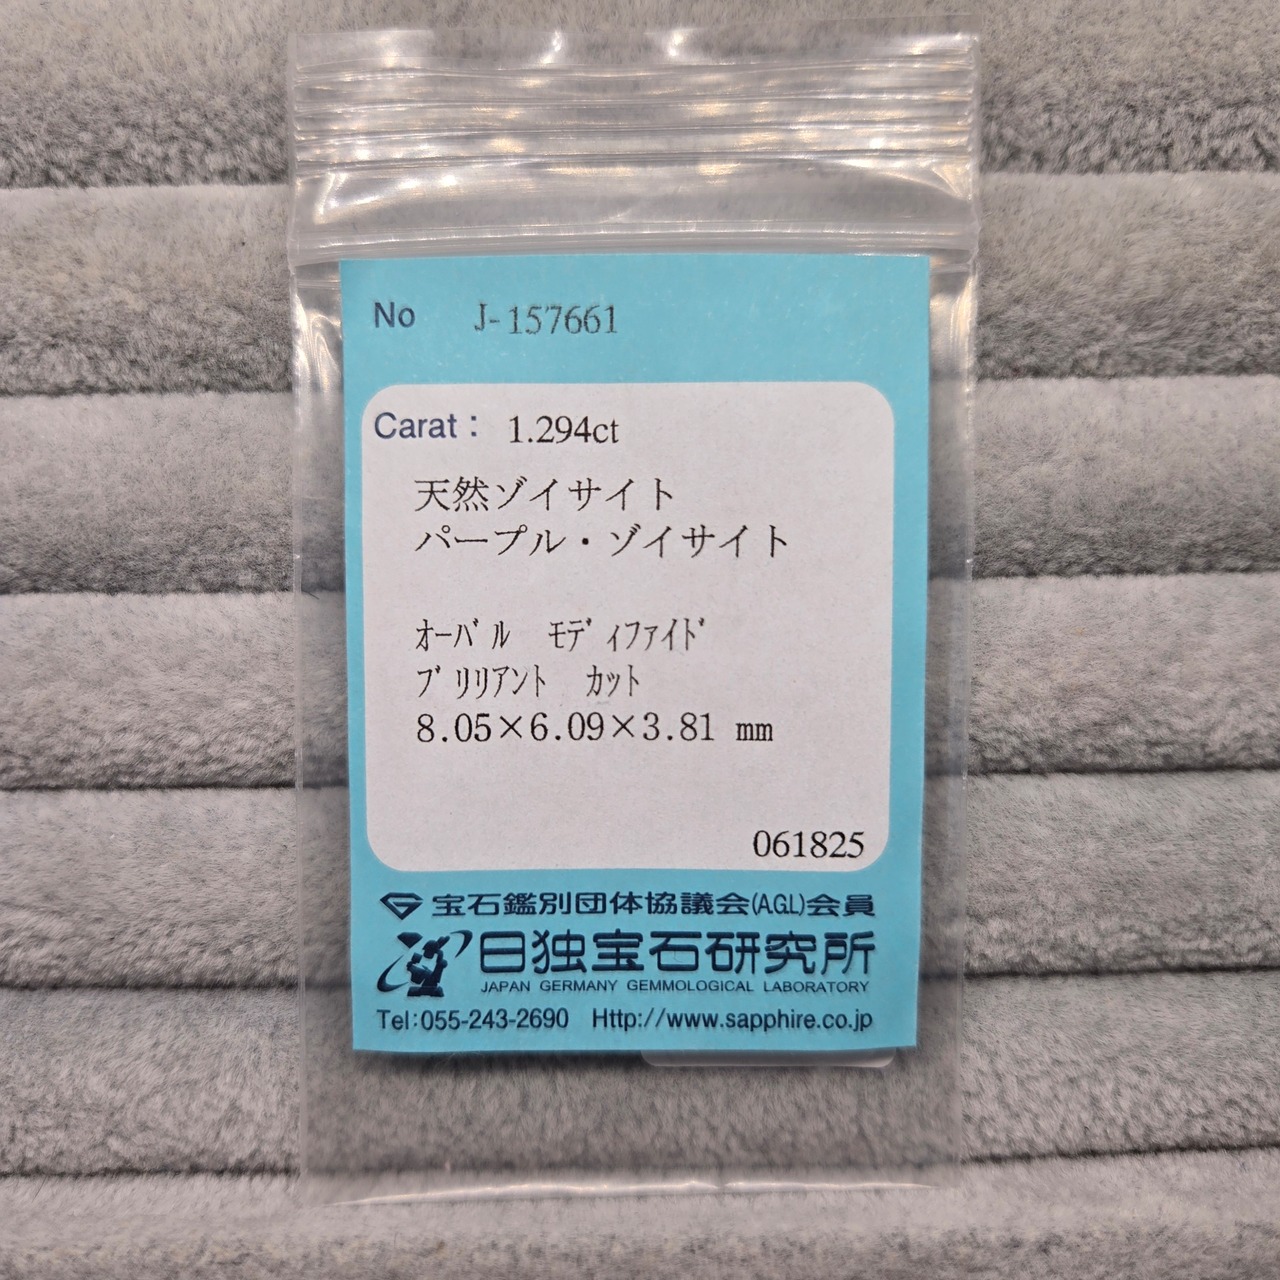 No J-157661
Carat: 1.294ct
天然ゾイサイト
パープル・ゾイサイト
ｵｰﾊﾞﾙ ﾓﾃﾞｨﾌｧｲﾄﾞ
ﾌﾞﾘﾘｱﾝﾄ ｶｯﾄ
8.05×6.09×3.81 mm
061825
宝石鑑別団体協議会(AGL)会員
日独宝石研究所
JAPAN GERMANY GEMMOLOGICAL LABORATORY
Tel:055-243-2690 Http://www.sapphire.co.jp